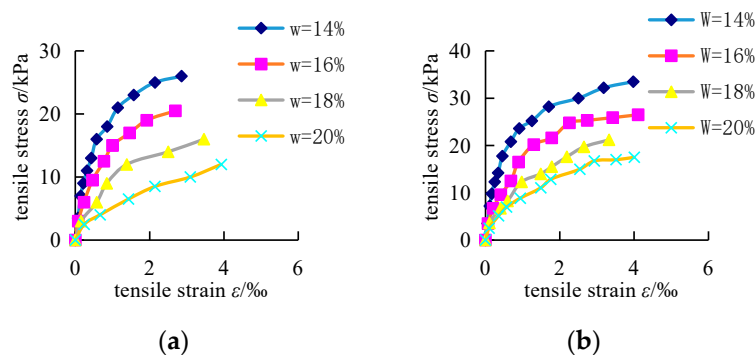 tensile stress σ/kPa
30
20
10
0
0 2 4 6
tensile strain ε/‰
w=14%
w=16%
w=18%
w=20%
(a)
tensile stress σ/kPa
40
30
20
10
0
0 2 4 6
tensile strain ε/‰
W=14%
W=16%
W=18%
W=20%
(b)